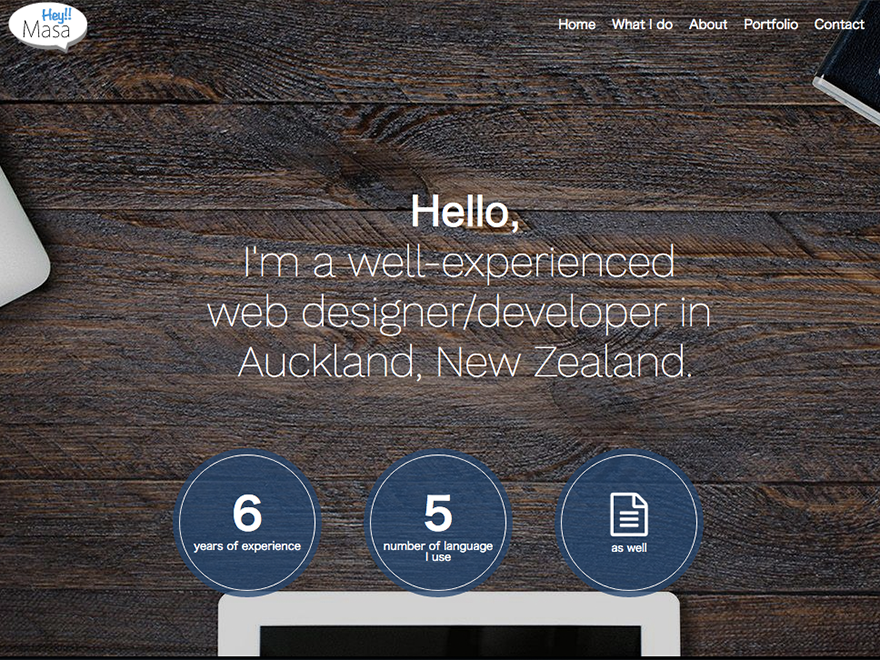 Hey!!
Masa
Home What I do About Portfolio Contact
Hello,
I'm a well-experienced
web designer/developer in
Auckland, New Zealand.
6
years of experience
5
number of language
I use
as well